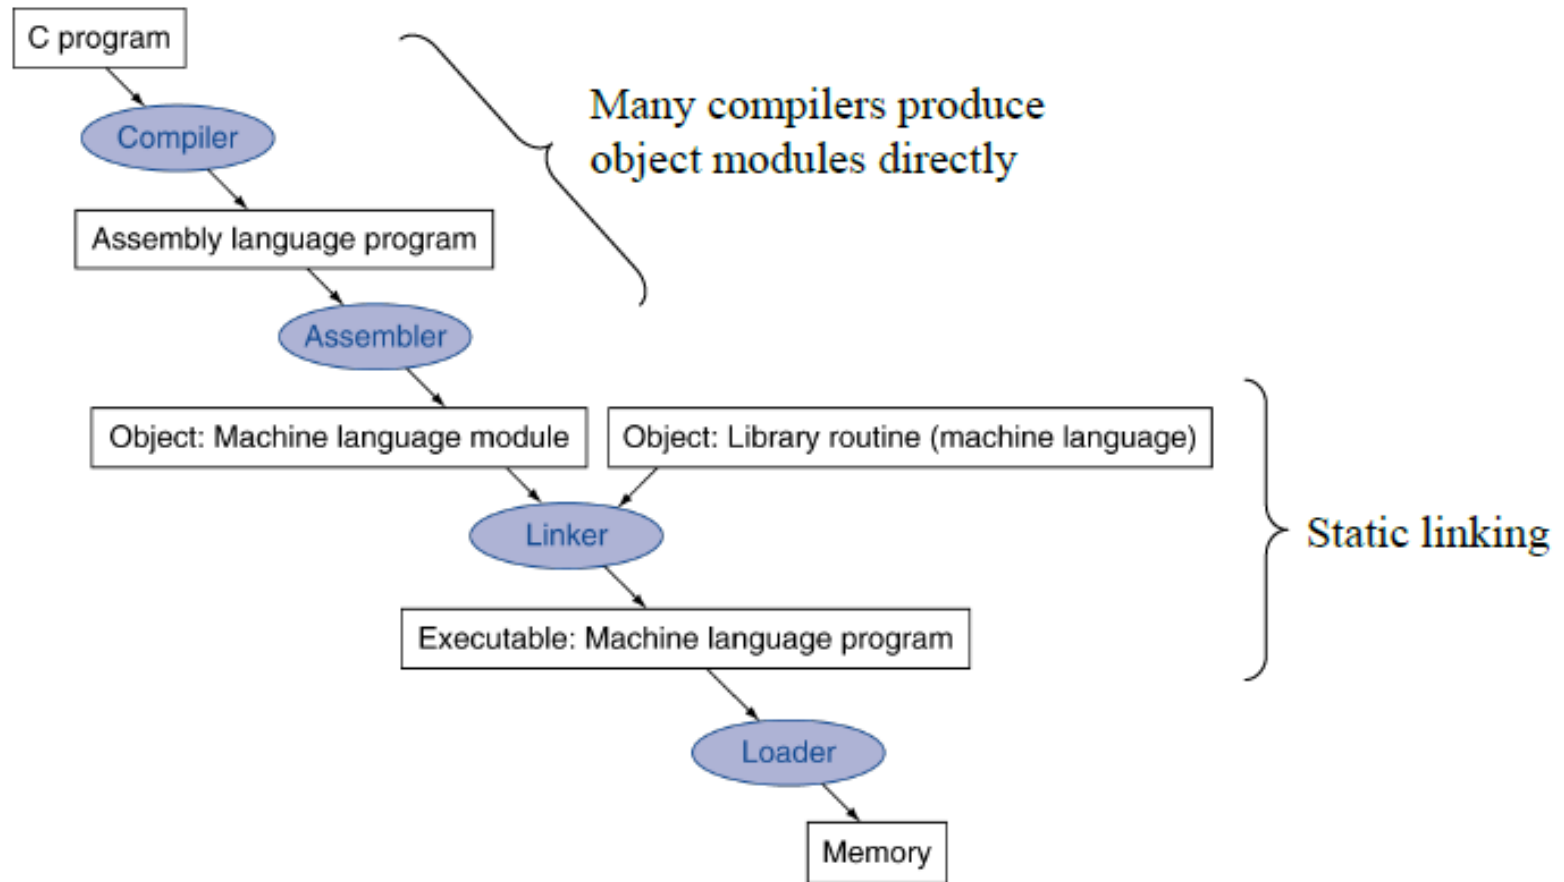 C program
Many compilers produce
object modules directly
Compiler
Assembly language program
Assembler
Object: Machine language module
Object: Library routine (machine language)
Linker
Static linking
Executable: Machine language program
Loader
Memory